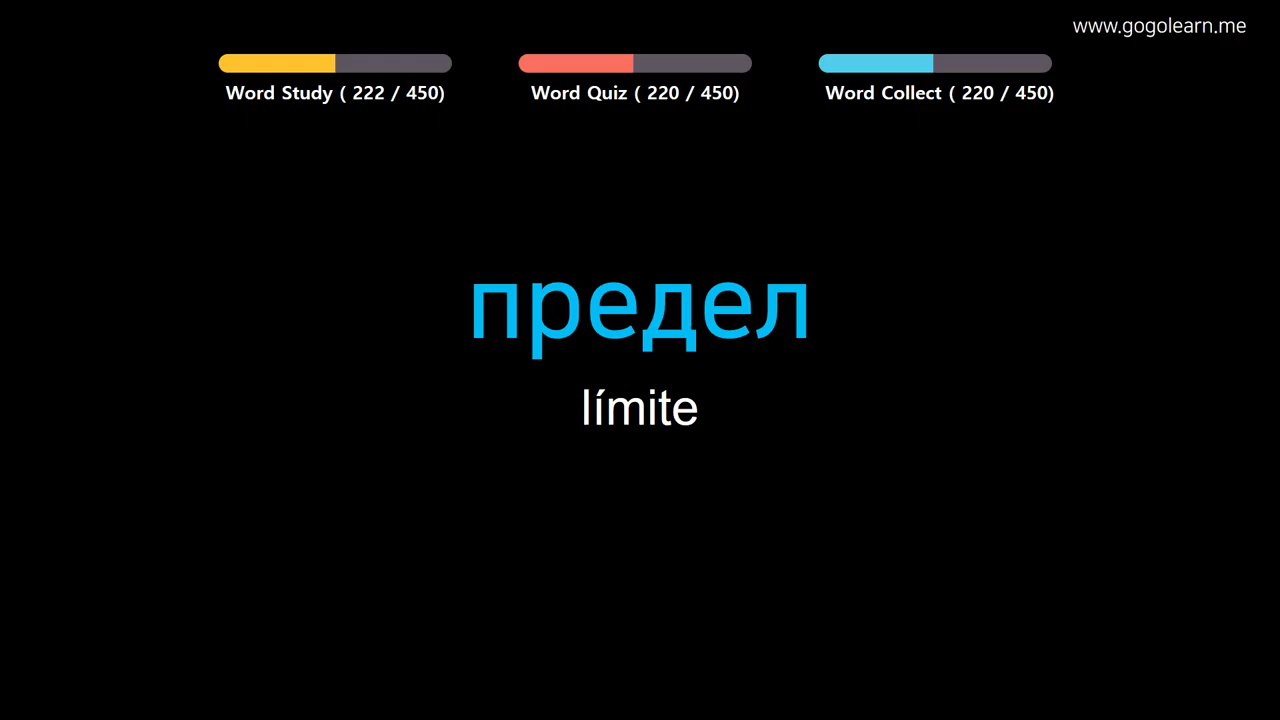 www.gogolearn.me
Word Study ( 222 / 450)
Word Quiz ( 220 / 450)
Word Collect ( 220 / 450)
предел
límite